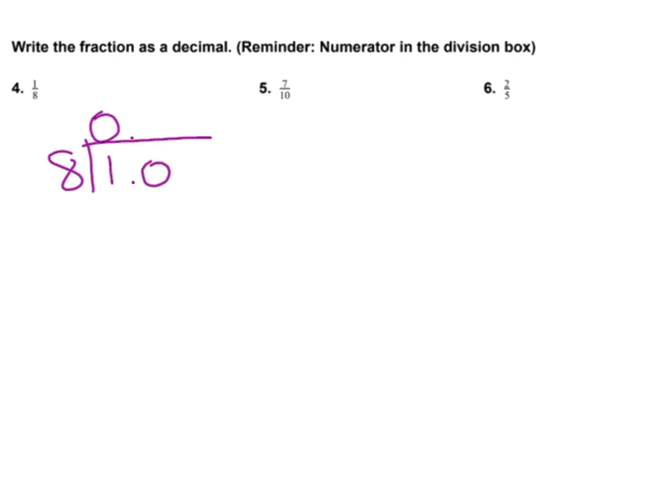 Write the fraction as a decimal. (Reminder: Numerator in the division box)
4. 1/8 5. 7/10 6. 2/5
0.
8 1.0